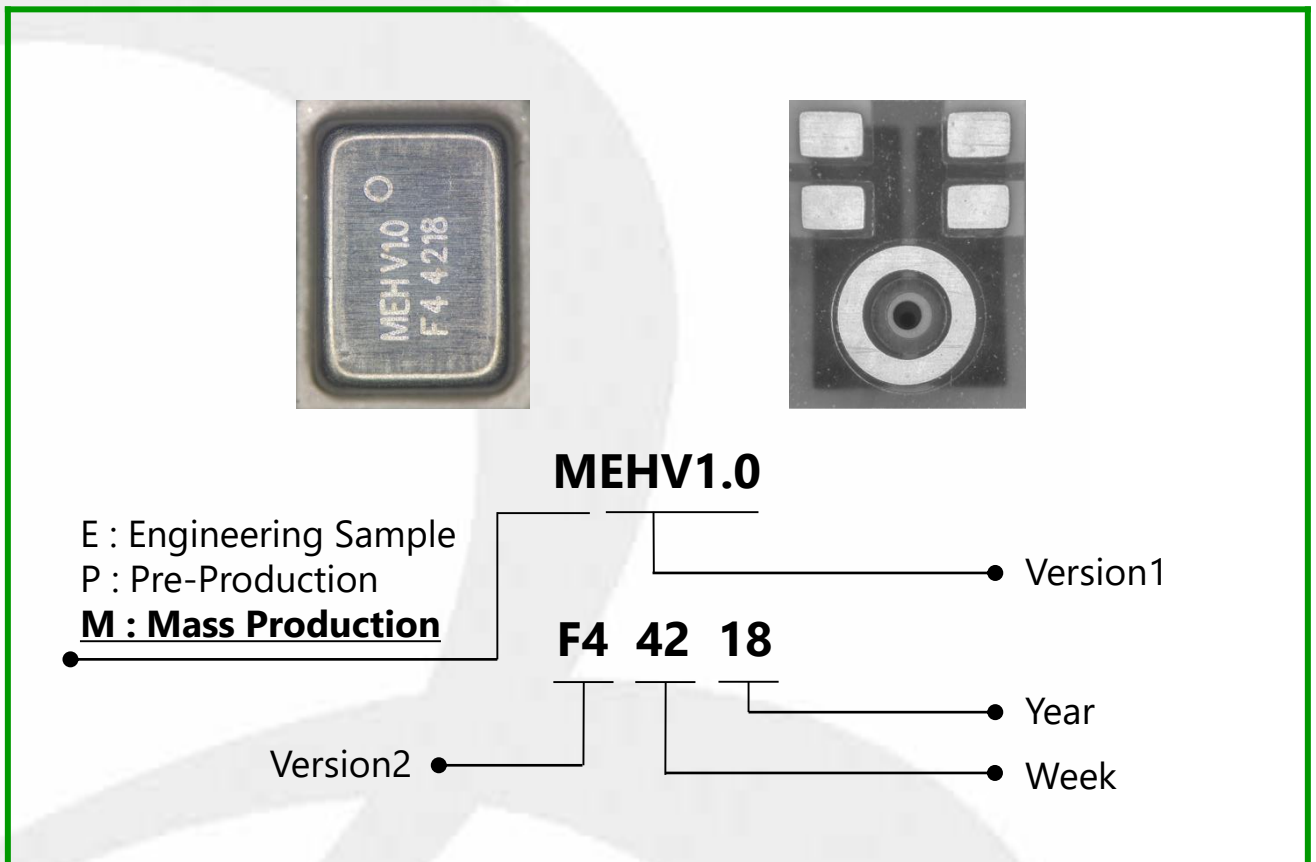 MEHV1.0
F4 4218
MEHV1.0
E : Engineering Sample
P : Pre-Production
M : Mass Production
Version1
F4 42 18
Year
Version2
Week